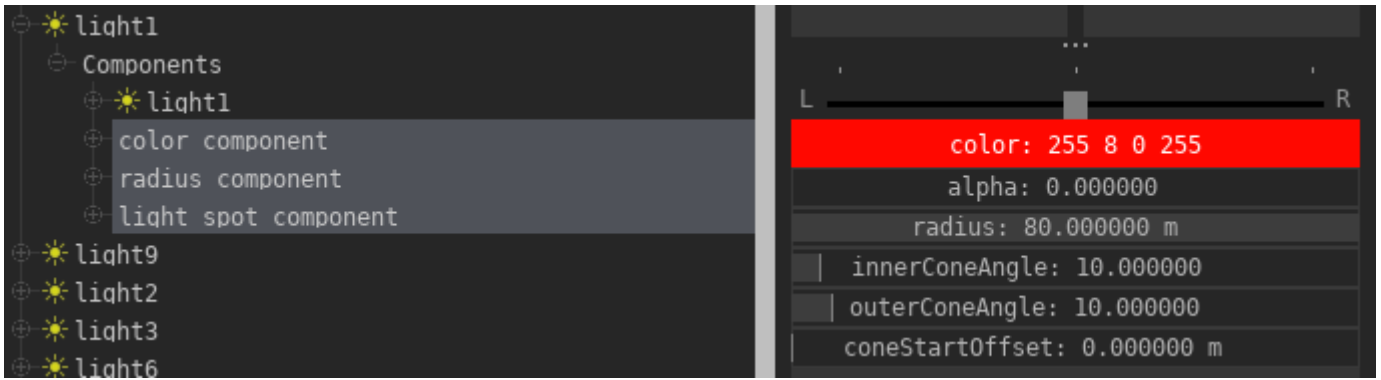 light1
Components
light1
color component
radius component
light spot component
light9
light2
light3
light6
...
L R
color: 255 8 0 255
alpha: 0.000000
radius: 80.000000 m
innerConeAngle: 10.000000
outerConeAngle: 10.000000
coneStartOffset: 0.000000 m